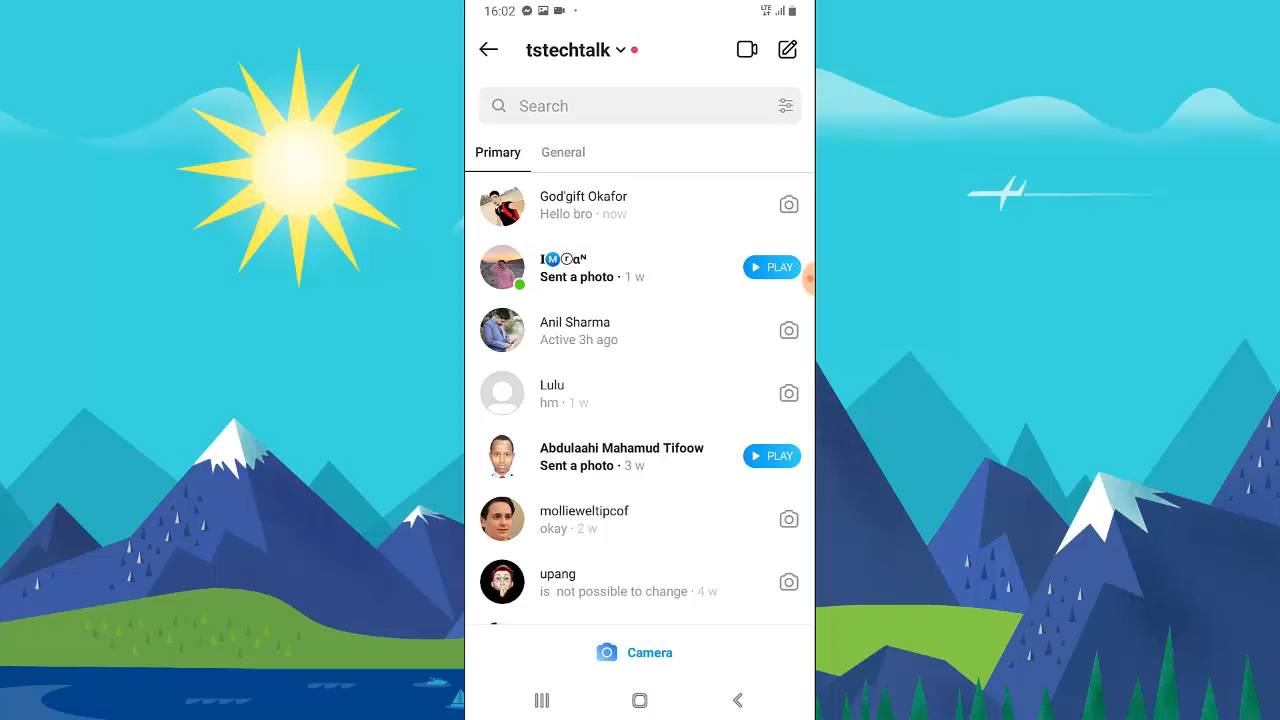 16:02
LTE
tstechtalk
Search
Primary General
God'gift Okafor
Hello bro · now
𝐈Ⓜⓡαᴺ
Sent a photo · 1 w
PLAY
Anil Sharma
Active 3h ago
Lulu
hm · 1 w
Abdulaahi Mahamud Tifoow
Sent a photo · 3 w
PLAY
mollieweltipcof
okay · 2 w
upang
is not possible to change · 4 w
Camera